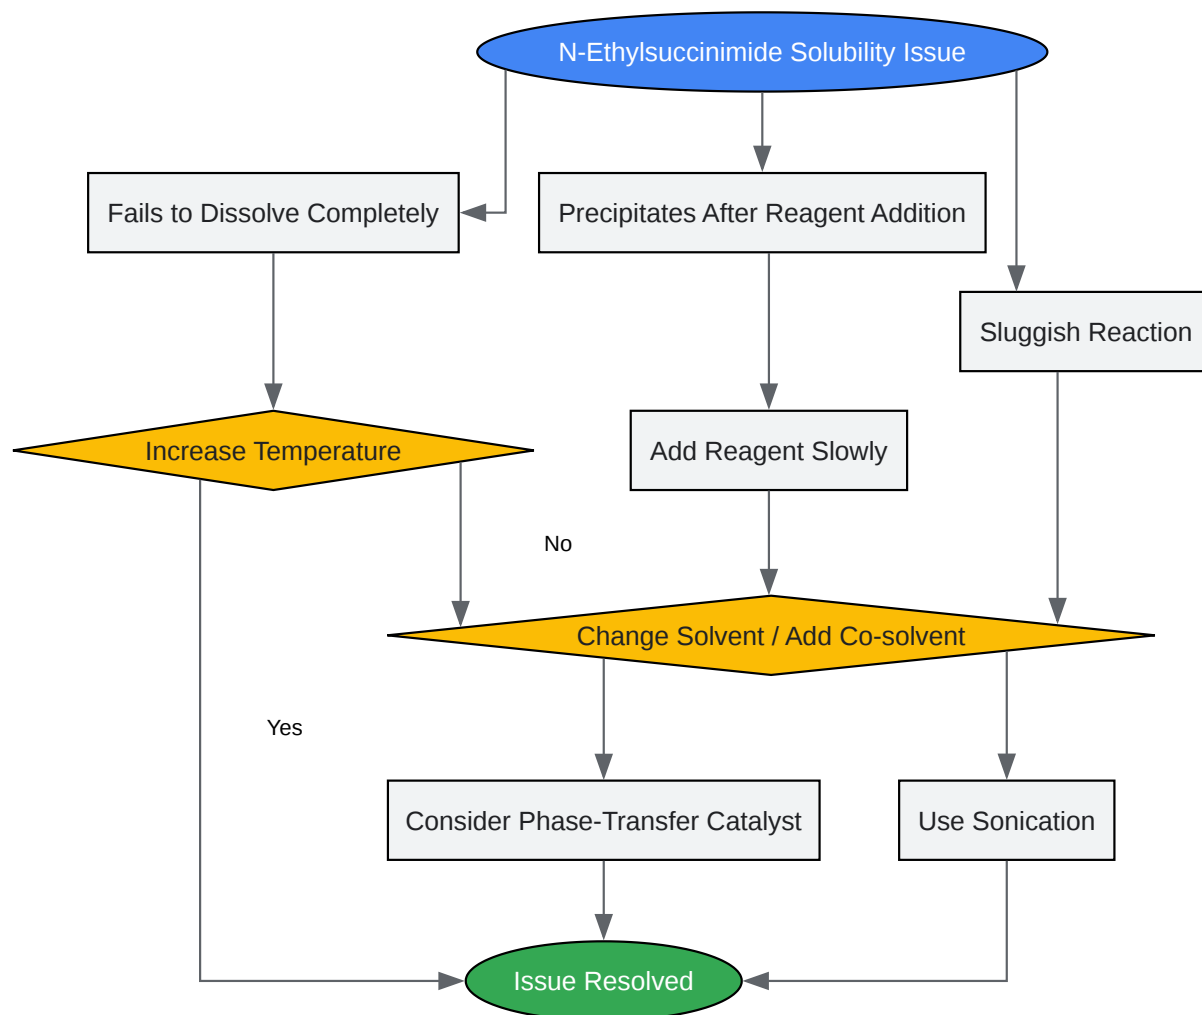 N-Ethylsuccinimide Solubility Issue
Fails to Dissolve Completely
Precipitates After Reagent Addition
Sluggish Reaction
Increase Temperature
Add Reagent Slowly
No
Change Solvent / Add Co-solvent
Yes
Consider Phase-Transfer Catalyst
Use Sonication
Issue Resolved